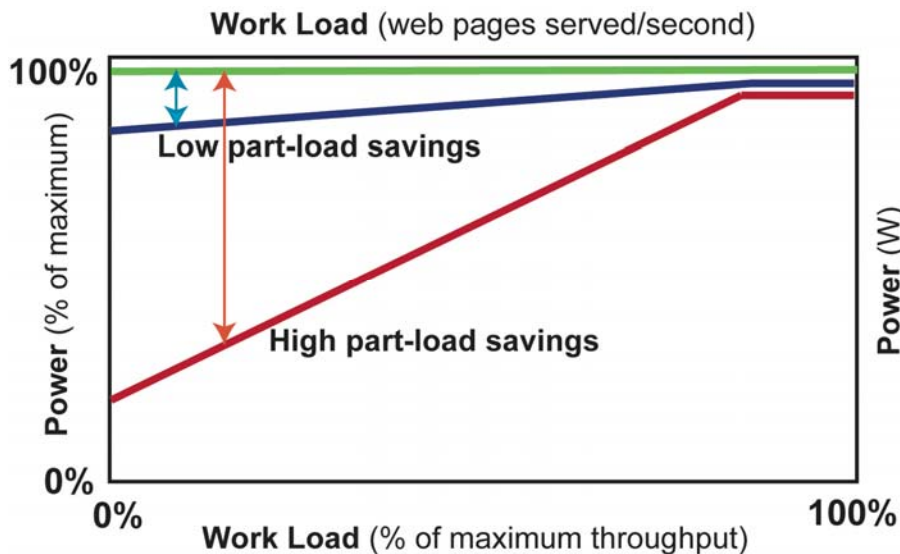 Work Load (web pages served/second)
100%
Low part-load savings
Power (% of maximum)
Power (W)
High part-load savings
0%
0%
100%
Work Load (% of maximum throughput)